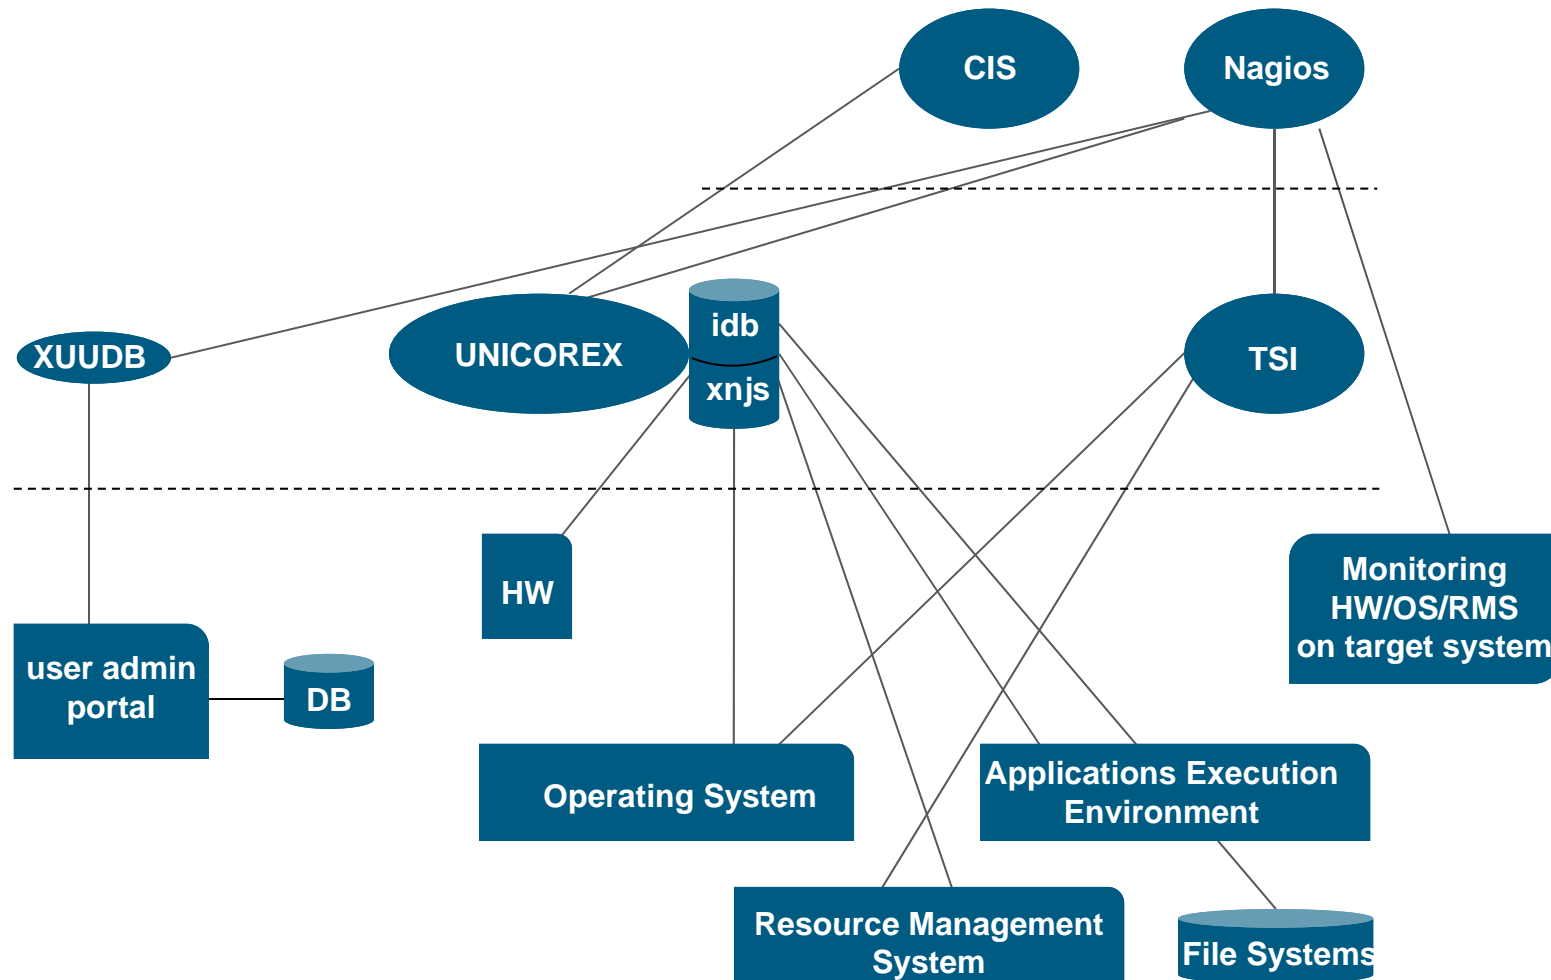 CIS
Nagios
XUUDB
UNICOREX
idb
xnjs
TSI
HW
Monitoring
HW/OS/RMS
on target system
user admin
portal
DB
Operating System
Applications Execution
Environment
Resource Management
System
File Systems